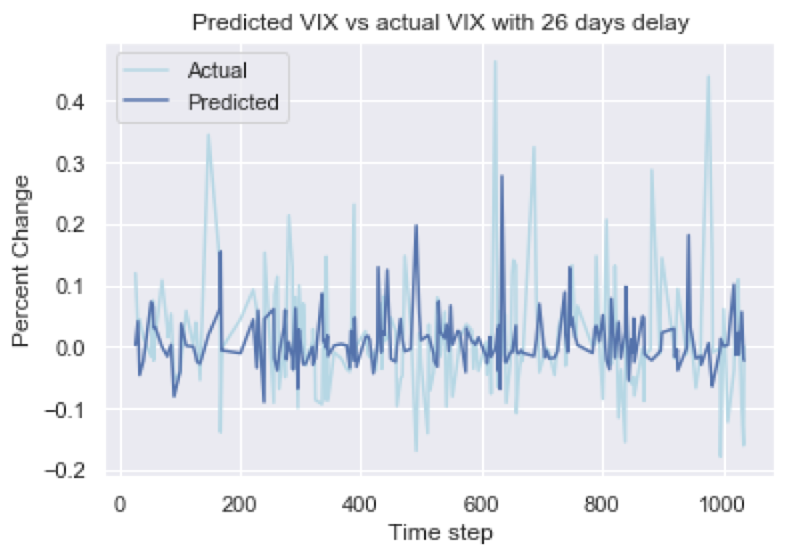 Predicted VIX vs actual VIX with 26 days delay
Actual
Predicted
0.4
0.3
0.2
0.1
0.0
−0.1
−0.2
Percent Change
0 200 400 600 800 1000
Time step